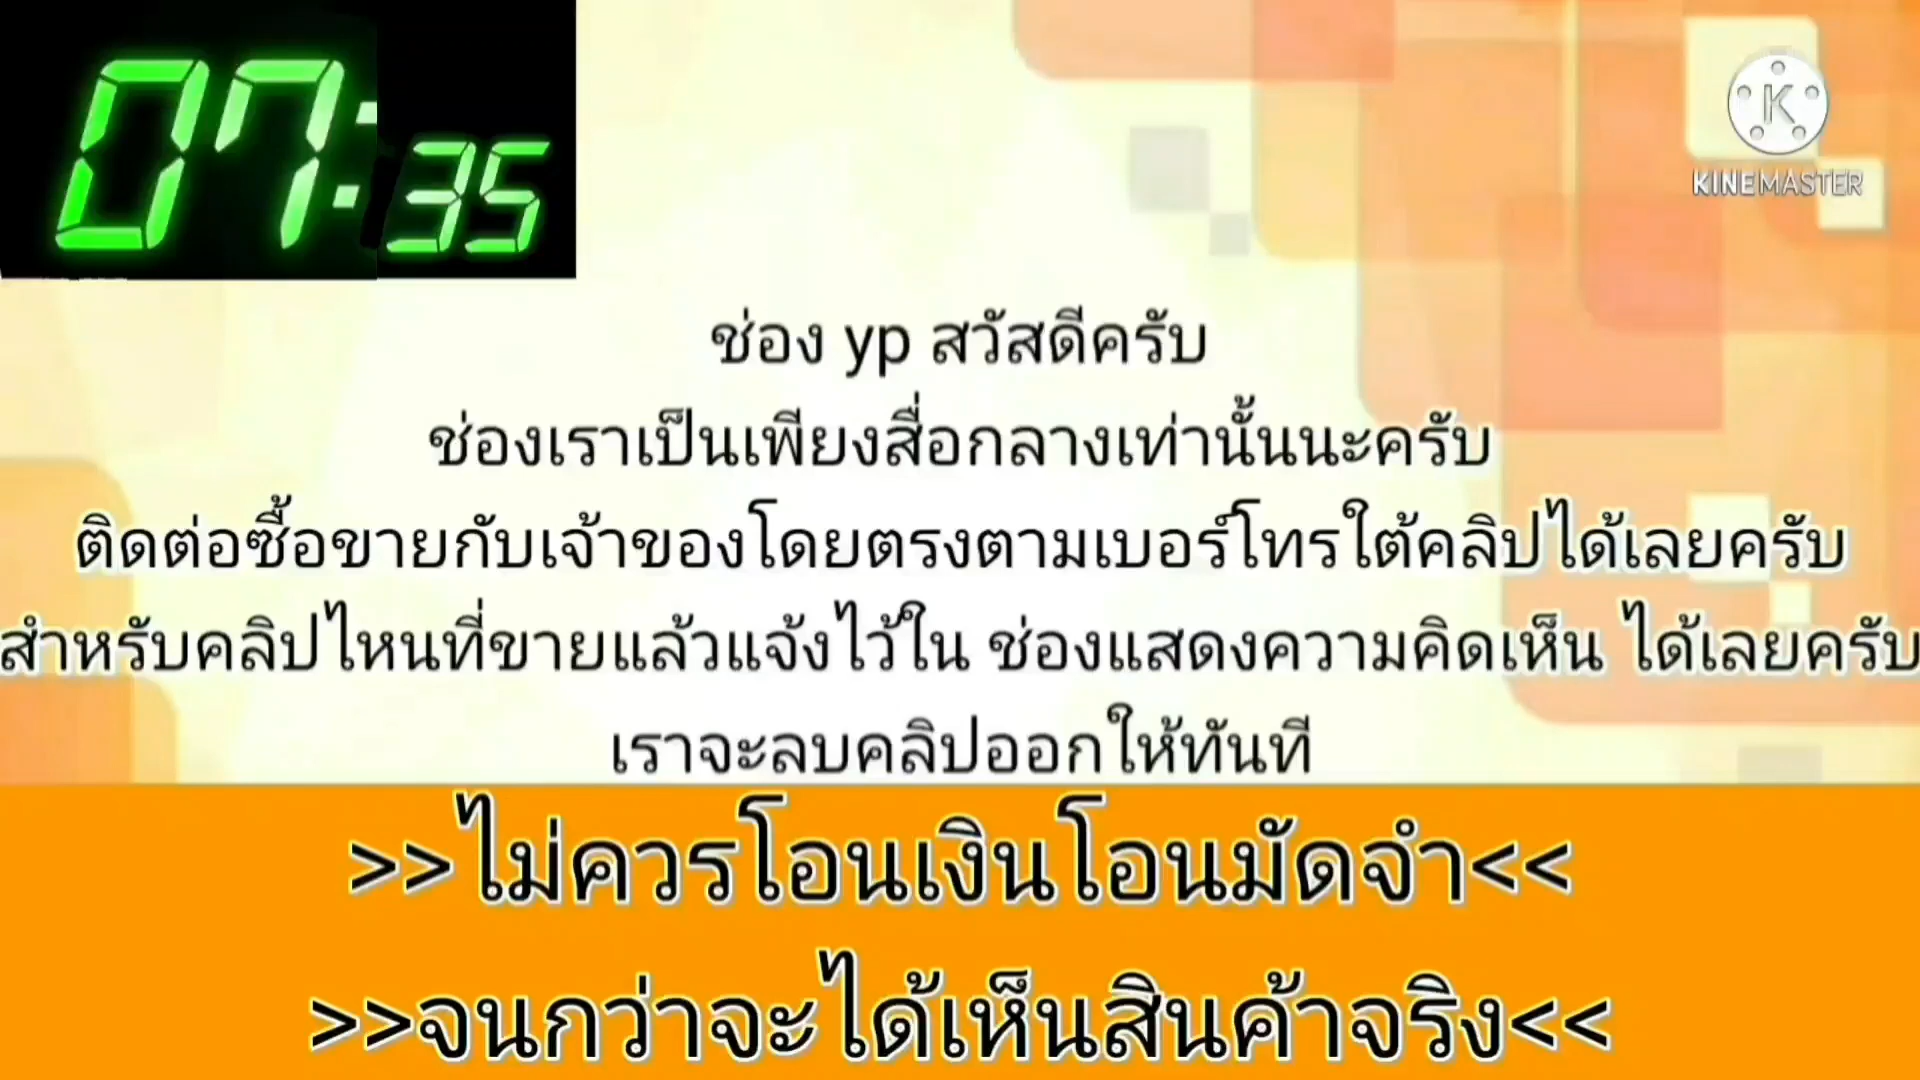 07:35
KINEMASTER
ช่อง yp สวัสดีครับ
ช่องเราเป็นเพียงสื่อกลางเท่านั้นนะครับ
ติดต่อซื้อขายกับเจ้าของโดยตรงตามเบอร์โทรใต้คลิปได้เลยครับ
สำหรับคลิปไหนที่ขายแล้วแจ้งไว้ใน ช่องแสดงความคิดเห็น ได้เลยครับ
เราจะลบคลิปออกให้ทันที
>>ไม่ควรโอนเงินโอนมัดจำ<<
>>จนกว่าจะได้เห็นสินค้าจริง<<